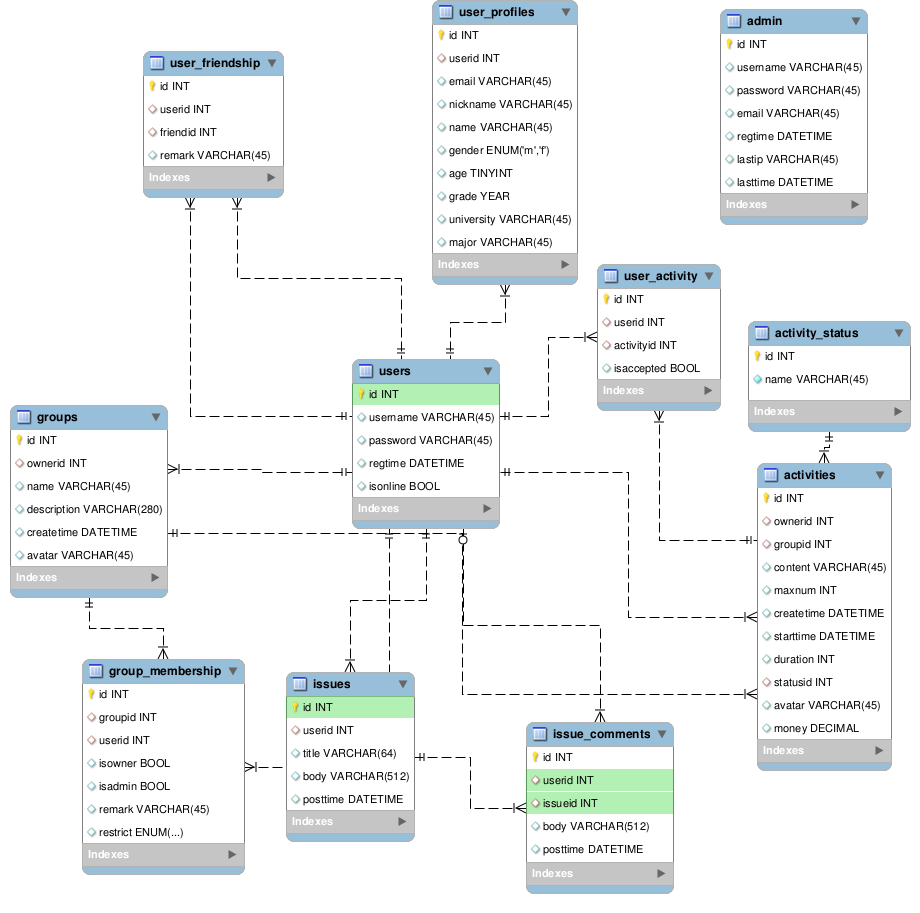 user_profiles
id INT
userid INT
email VARCHAR(45)
nickname VARCHAR(45)
name VARCHAR(45)
gender ENUM('m','f')
age TINYINT
grade YEAR
university VARCHAR(45)
major VARCHAR(45)
Indexes
admin
id INT
username VARCHAR(45)
password VARCHAR(45)
email VARCHAR(45)
regtime DATETIME
lastip VARCHAR(45)
lasttime DATETIME
Indexes
user_friendship
id INT
userid INT
friendid INT
remark VARCHAR(45)
Indexes
user_activity
id INT
userid INT
activityid INT
isaccepted BOOL
Indexes
activity_status
id INT
name VARCHAR(45)
Indexes
users
id INT
username VARCHAR(45)
password VARCHAR(45)
regtime DATETIME
isonline BOOL
Indexes
groups
id INT
ownerid INT
name VARCHAR(45)
description VARCHAR(280)
createtime DATETIME
avatar VARCHAR(45)
Indexes
activities
id INT
ownerid INT
groupid INT
content VARCHAR(45)
maxnum INT
createtime DATETIME
starttime DATETIME
duration INT
statusid INT
avatar VARCHAR(45)
money DECIMAL
Indexes
group_membership
id INT
groupid INT
userid INT
isowner BOOL
isadmin BOOL
remark VARCHAR(45)
restrict ENUM(...)
Indexes
issues
id INT
userid INT
title VARCHAR(64)
body VARCHAR(512)
posttime DATETIME
Indexes
issue_comments
id INT
userid INT
issueid INT
body VARCHAR(512)
posttime DATETIME
Indexes